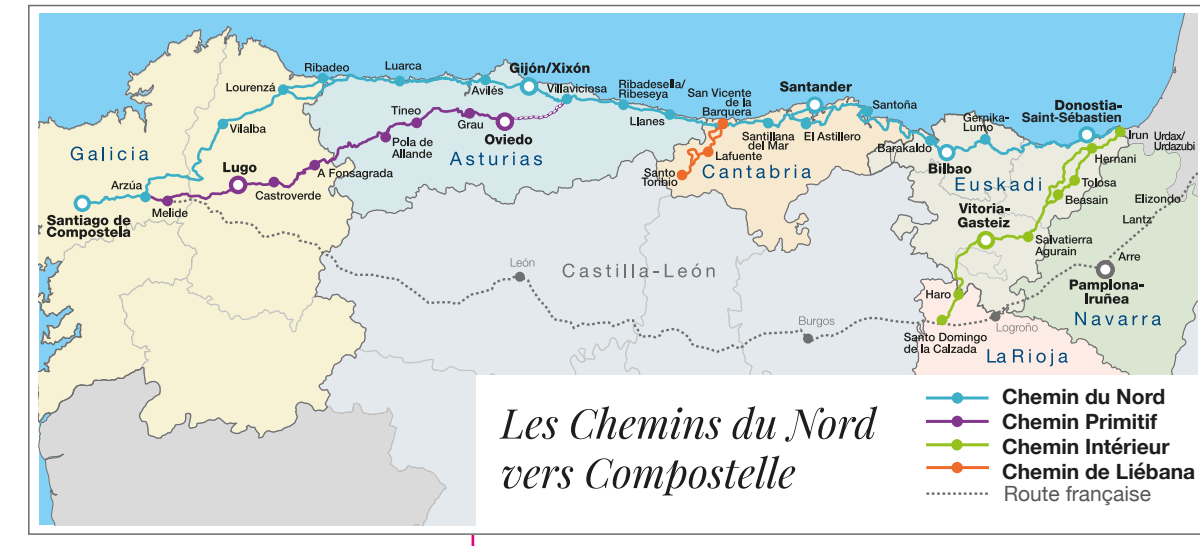 Ribadeo
Luarca
Lourenzá
Avilés
Gijón/Xixón
Villaviciosa
Ribadesella/
Ribeseya
Llanes
San Vicente
de la
Barquera
Santander
Santillana
del Mar
El Astillero
Santoña
Barakaldo
Gernika-
Lumo
Bilbao
Donostia-
Saint-Sébastien
Irun
Urdax/
Urdazubi
Hernani
Tolosa
Beasain
Elizondo
Lantz
Arre
Vilalba
Tineo
Grau
Oviedo
Pola de
Allande
Asturias
Galicia
Lugo
A Fonsagrada
Castroverde
Arzúa
Melide
Santiago de
Compostela
Lafuente
Santo
Toribio
Cantabria
Euskadi
Vitoria-
Gasteiz
Salvatierra
Agurain
Pamplona-
Iruñea
Navarra
León
Castilla-León
Burgos
Haro
Logroño
Santo Domingo
de la Calzada
La Rioja
Les Chemins du Nord
vers Compostelle
Chemin du Nord
Chemin Primitif
Chemin Intérieur
Chemin de Liébana
Route française